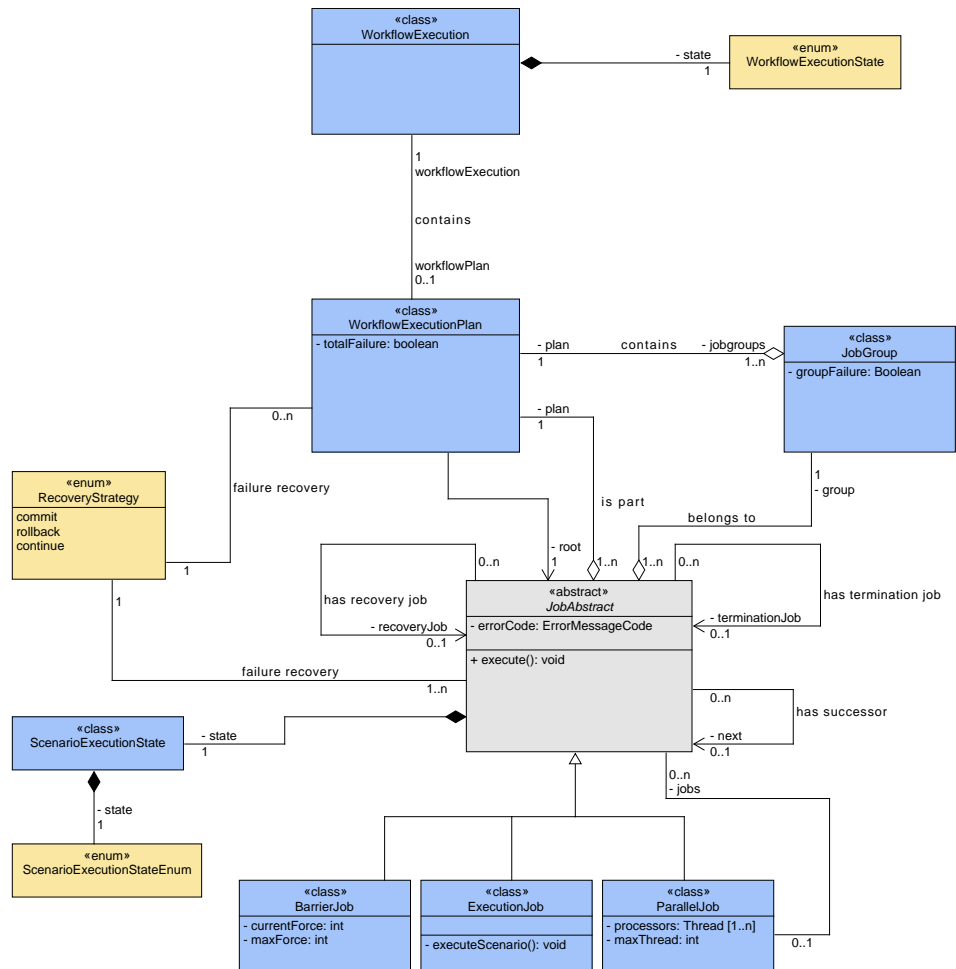 «class»
WorkflowExecution
- state
1
«enum»
WorkflowExecutionState
1
workflowExecution
contains
workflowPlan
0..1
«class»
WorkflowExecutionPlan
- totalFailure: boolean
- plan
1
contains
- jobgroups
1..n
«class»
JobGroup
- groupFailure: Boolean
0..n
- plan
1
«enum»
RecoveryStrategy
commit
rollback
continue
failure recovery
1
is part
1
- group
belongs to
- root
1
1..n
1..n
0..n
0..n
has recovery job
- recoveryJob
0..1
has termination job
- terminationJob
0..1
«abstract»
JobAbstract
- errorCode: ErrorMessageCode
+ execute(): void
1
failure recovery
1..n
0..n
has successor
- next
0..1
«class»
ScenarioExecutionState
- state
1
- state
1
«enum»
ScenarioExecutionStateEnum
0..n
- jobs
«class»
BarrierJob
- currentForce: int
- maxForce: int
«class»
ExecutionJob
- executeScenario(): void
«class»
ParallelJob
- processors: Thread [1..n]
- maxThread: int
0..1